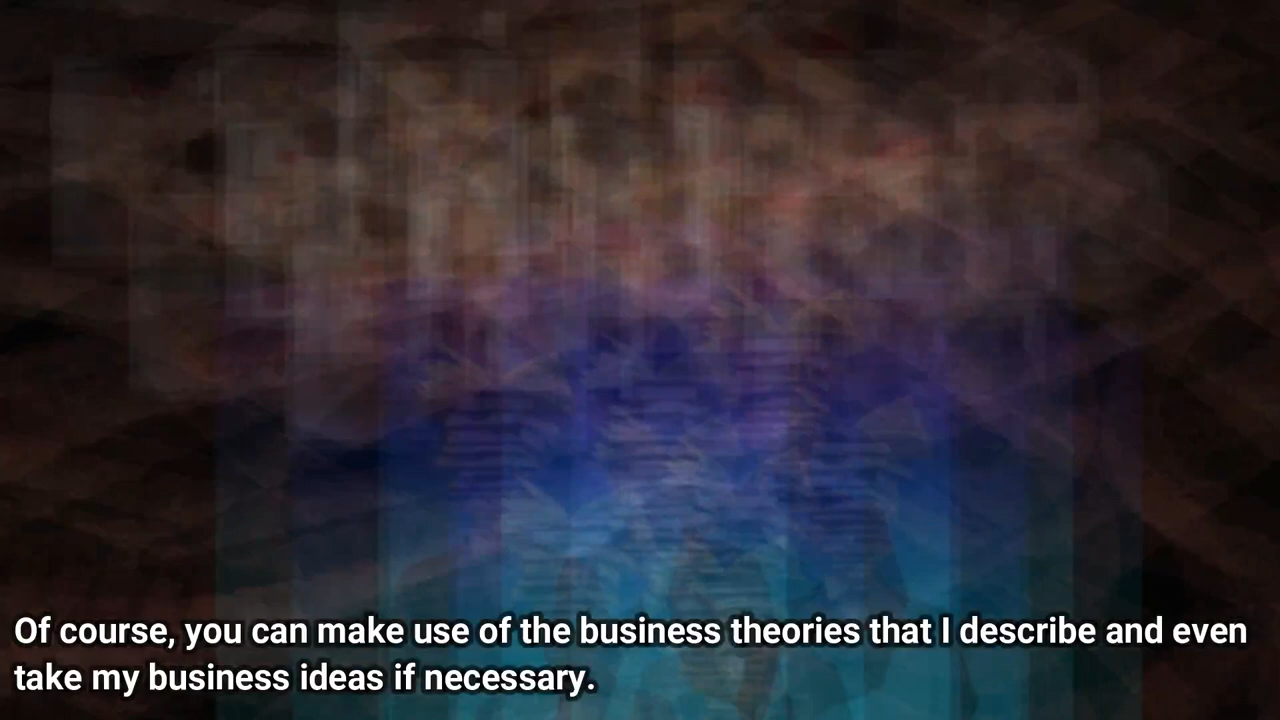 Of course, you can make use of the business theories that I describe and even
take my business ideas if necessary.